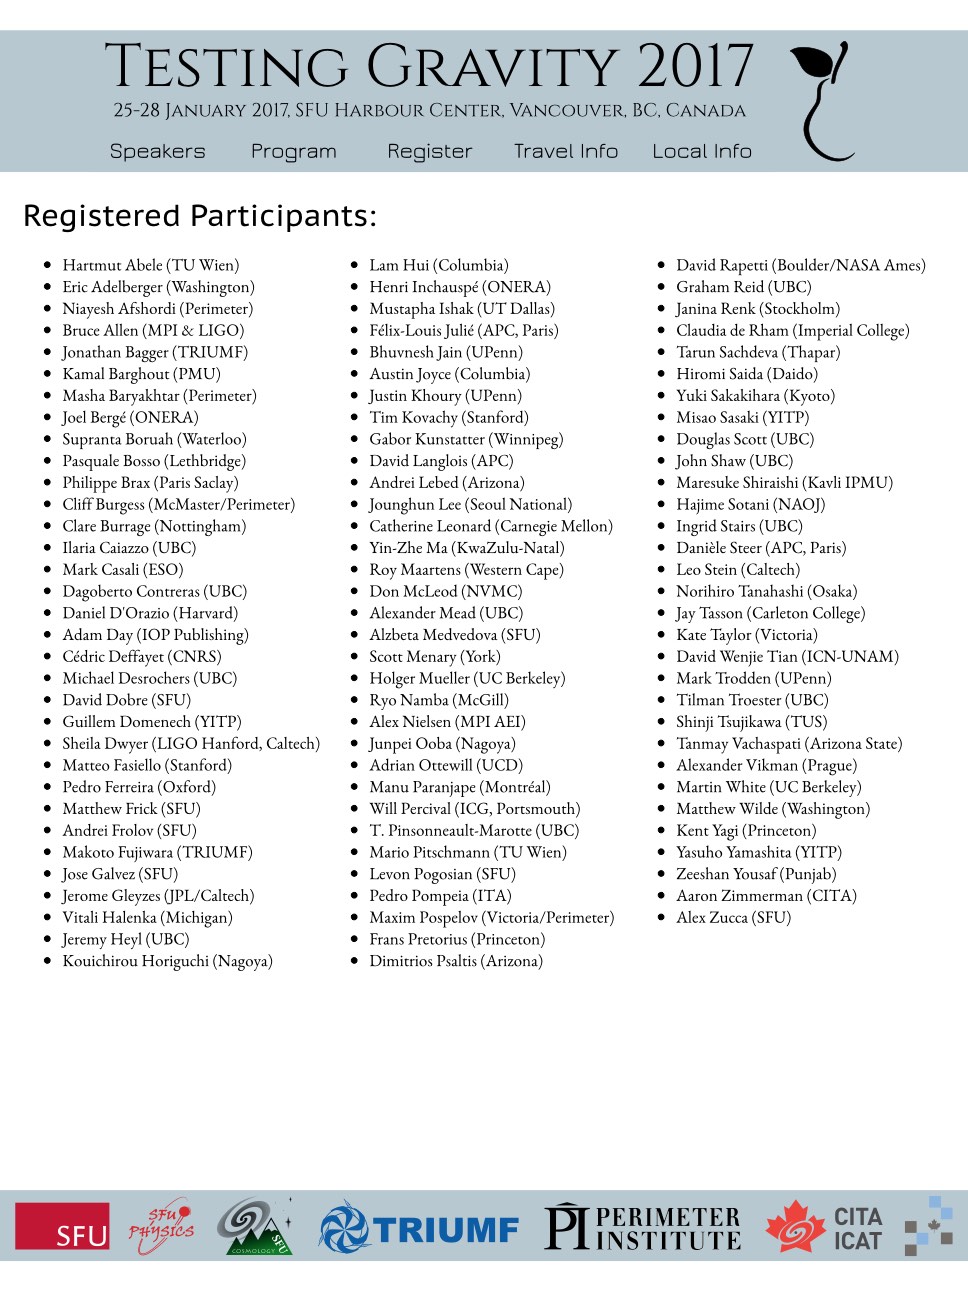 Testing Gravity 2017
25-28 January 2017, SFU Harbour Center, Vancouver, BC, Canada
Speakers Program Register Travel Info Local Info
Registered Participants:
Hartmut Abele (TU Wien)
Eric Adelberger (Washington)
Niayesh Afshordi (Perimeter)
Bruce Allen (MPI & LIGO)
Jonathan Bagger (TRIUMF)
Kamal Barghout (PMU)
Masha Baryakhtar (Perimeter)
Joel Bergé (ONERA)
Supranta Boruah (Waterloo)
Pasquale Bosso (Lethbridge)
Philippe Brax (Paris Saclay)
Cliff Burgess (McMaster/Perimeter)
Clare Burrage (Nottingham)
Ilaria Caiazzo (UBC)
Mark Casali (ESO)
Dagoberto Contreras (UBC)
Daniel D'Orazio (Harvard)
Adam Day (IOP Publishing)
Cédric Deffayet (CNRS)
Michael Desrochers (UBC)
David Dobre (SFU)
Guillem Domenech (YITP)
Sheila Dwyer (LIGO Hanford, Caltech)
Matteo Fasiello (Stanford)
Pedro Ferreira (Oxford)
Matthew Frick (SFU)
Andrei Frolov (SFU)
Makoto Fujiwara (TRIUMF)
Jose Galvez (SFU)
Jerome Gleyzes (JPL/Caltech)
Vitali Halenka (Michigan)
Jeremy Heyl (UBC)
Kouichirou Horiguchi (Nagoya)
Lam Hui (Columbia)
Henri Inchauspé (ONERA)
Mustapha Ishak (UT Dallas)
Félix-Louis Julié (APC, Paris)
Bhuvnesh Jain (UPenn)
Austin Joyce (Columbia)
Justin Khoury (UPenn)
Tim Kovachy (Stanford)
Gabor Kunstatter (Winnipeg)
David Langlois (APC)
Andrei Lebed (Arizona)
Jounghun Lee (Seoul National)
Catherine Leonard (Carnegie Mellon)
Yin-Zhe Ma (KwaZulu-Natal)
Roy Maartens (Western Cape)
Don McLeod (NVMC)
Alexander Mead (UBC)
Alzbeta Medvedova (SFU)
Scott Menary (York)
Holger Mueller (UC Berkeley)
Ryo Namba (McGill)
Alex Nielsen (MPI AEI)
Junpei Ooba (Nagoya)
Adrian Ottewill (UCD)
Manu Paranjape (Montréal)
Will Percival (ICG, Portsmouth)
T. Pinsonneault-Marotte (UBC)
Mario Pitschmann (TU Wien)
Levon Pogosian (SFU)
Pedro Pompeia (ITA)
Maxim Pospelov (Victoria/Perimeter)
Frans Pretorius (Princeton)
Dimitrios Psaltis (Arizona)
David Rapetti (Boulder/NASA Ames)
Graham Reid (UBC)
Janina Renk (Stockholm)
Claudia de Rham (Imperial College)
Tarun Sachdeva (Thapar)
Hiromi Saida (Daido)
Yuki Sakakihara (Kyoto)
Misao Sasaki (YITP)
Douglas Scott (UBC)
John Shaw (UBC)
Maresuke Shiraishi (Kavli IPMU)
Hajime Sotani (NAOJ)
Ingrid Stairs (UBC)
Danièle Steer (APC, Paris)
Leo Stein (Caltech)
Norihiro Tanahashi (Osaka)
Jay Tasson (Carleton College)
Kate Taylor (Victoria)
David Wenjie Tian (ICN-UNAM)
Mark Trodden (UPenn)
Tilman Troester (UBC)
Shinji Tsujikawa (TUS)
Tanmay Vachaspati (Arizona State)
Alexander Vikman (Prague)
Martin White (UC Berkeley)
Matthew Wilde (Washington)
Kent Yagi (Princeton)
Yasuho Yamashita (YITP)
Zeeshan Yousaf (Punjab)
Aaron Zimmerman (CITA)
Alex Zucca (SFU)
SFU
SFU PHYSICS
COSMOLOGY SFU
TRIUMF
PI PERIMETER INSTITUTE
CITA ICAT